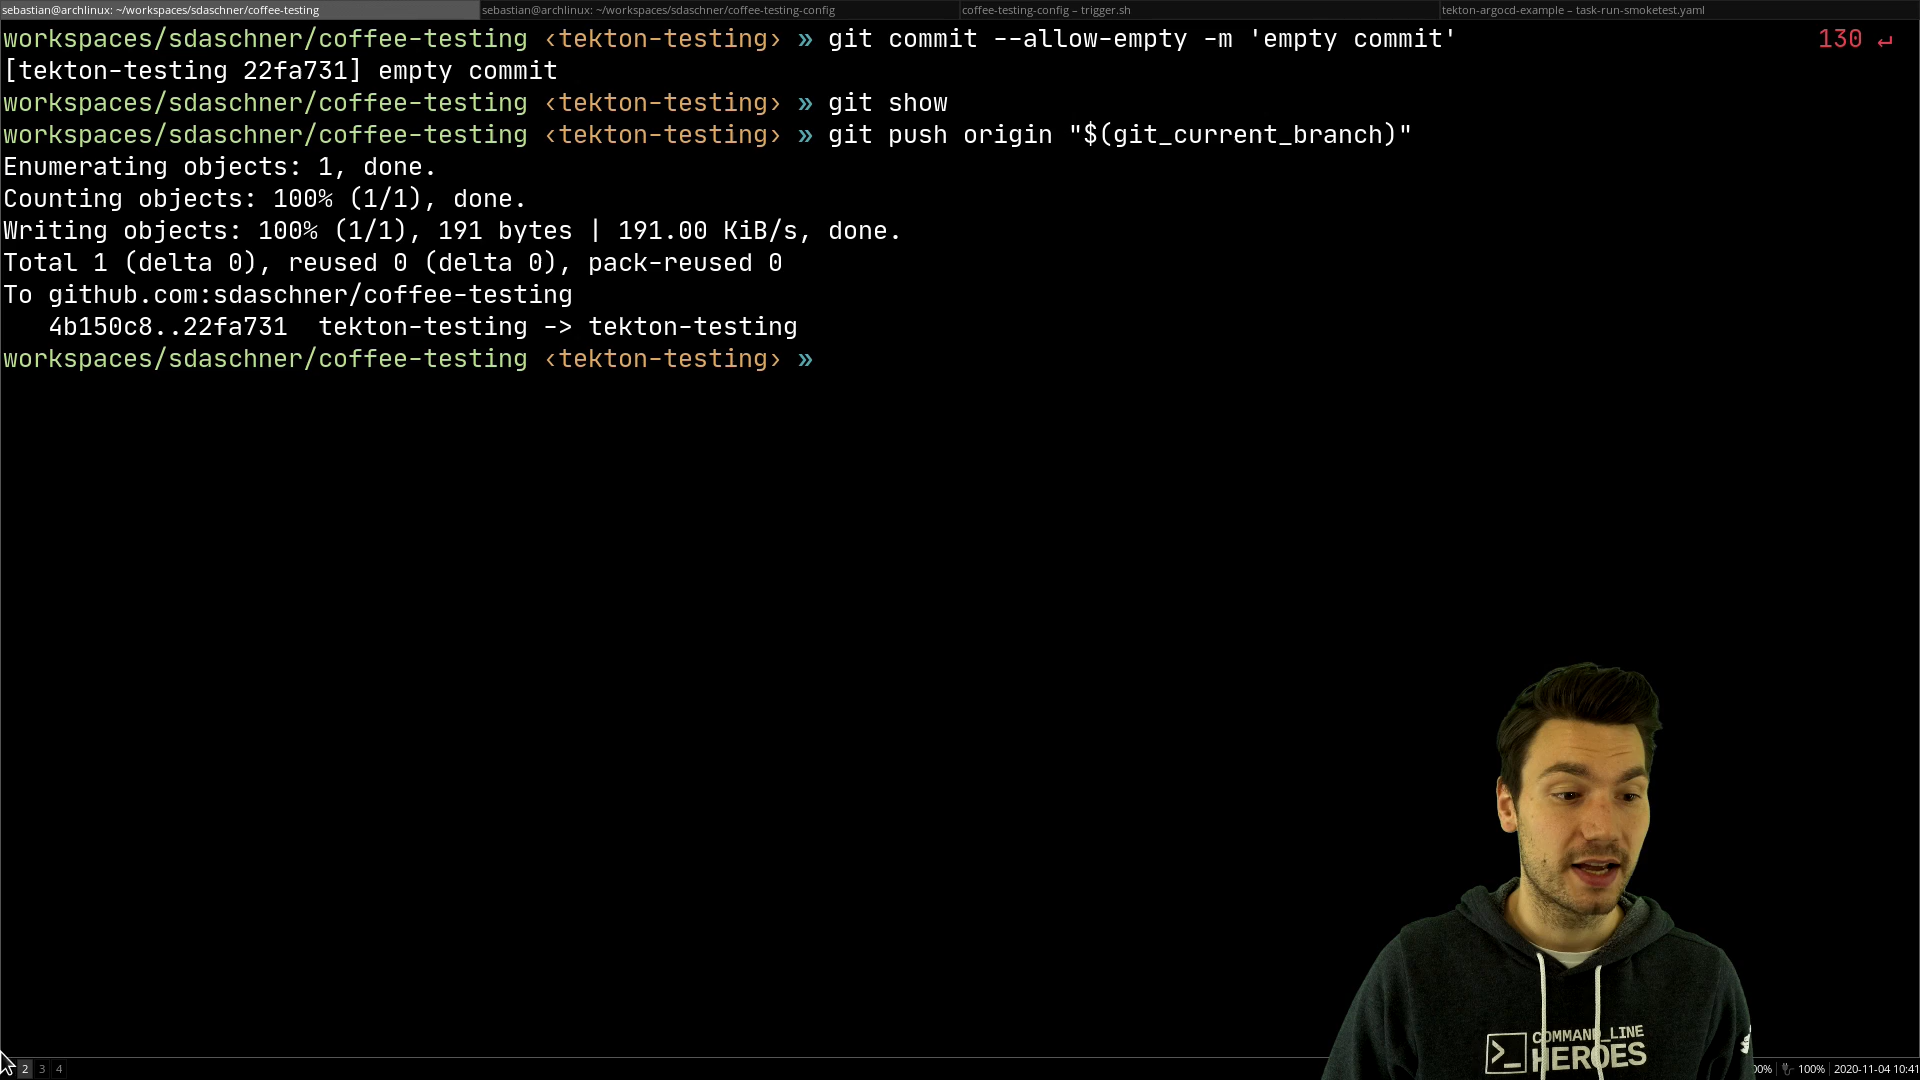 sebastian@archlinux: ~/workspaces/sdaschner/coffee-testing
sebastian@archlinux: ~/workspaces/sdaschner/coffee-testing-config
coffee-testing-config – trigger.sh
tekton-argocd-example – task-run-smoketest.yaml
workspaces/sdaschner/coffee-testing ‹tekton-testing› » git commit --allow-empty -m 'empty commit' 130 ↵
[tekton-testing 22fa731] empty commit
workspaces/sdaschner/coffee-testing ‹tekton-testing› » git show
workspaces/sdaschner/coffee-testing ‹tekton-testing› » git push origin "$(git_current_branch)"
Enumerating objects: 1, done.
Counting objects: 100% (1/1), done.
Writing objects: 100% (1/1), 191 bytes | 191.00 KiB/s, done.
Total 1 (delta 0), reused 0 (delta 0), pack-reused 0
To github.com:sdaschner/coffee-testing
   4b150c8..22fa731  tekton-testing -> tekton-testing
workspaces/sdaschner/coffee-testing ‹tekton-testing› »
>_ COMMAND_LINE
HEROES
2 3 4
100% 2020-11-04 10:41